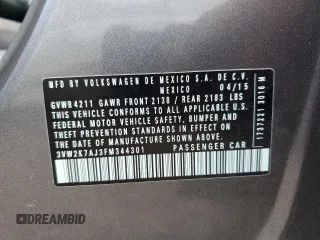 MFD. BY VOLKSWAGEN DE MEXICO S.A. DE C.V.
MEXICO 04/15
GVWR 4211 GAWR FRONT 2138 / REAR 2183 LBS
THIS VEHICLE CONFORMS TO ALL APPLICABLE
FEDERAL MOTOR VEHICLE SAFETY, BUMPER AND
THEFT PREVENTION STANDARDS IN EFFECT ON
THE DATE OF MANUFACTURE SHOWN ABOVE.
3VW2K7AJ3FM344301 PASSENGER CAR
1737221 3016 M
© DREAMBID